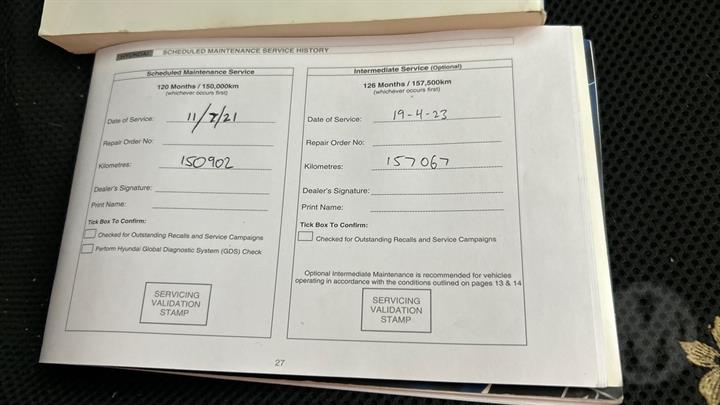 HYUNDAI SCHEDULED MAINTENANCE SERVICE HISTORY
Scheduled Maintenance Service
120 Months / 150,000km
(whichever occurs first)
Date of Service: 11/7/21
Repair Order No:
Kilometres: 150902
Dealer's Signature:
Print Name:
Tick Box To Confirm:
Checked for Outstanding Recalls and Service Campaigns
Perform Hyundai Global Diagnostic System (GDS) Check
SERVICING
VALIDATION
STAMP
Intermediate Service (Optional)
126 Months / 157,500km
(whichever occurs first)
Date of Service: 19-4-23
Repair Order No:
Kilometres: 157067
Dealer's Signature:
Print Name:
Tick Box To Confirm:
Checked for Outstanding Recalls and Service Campaigns
Optional Intermediate Maintenance is recommended for vehicles
operating in accordance with the conditions outlined on pages 13 & 14
SERVICING
VALIDATION
STAMP
27